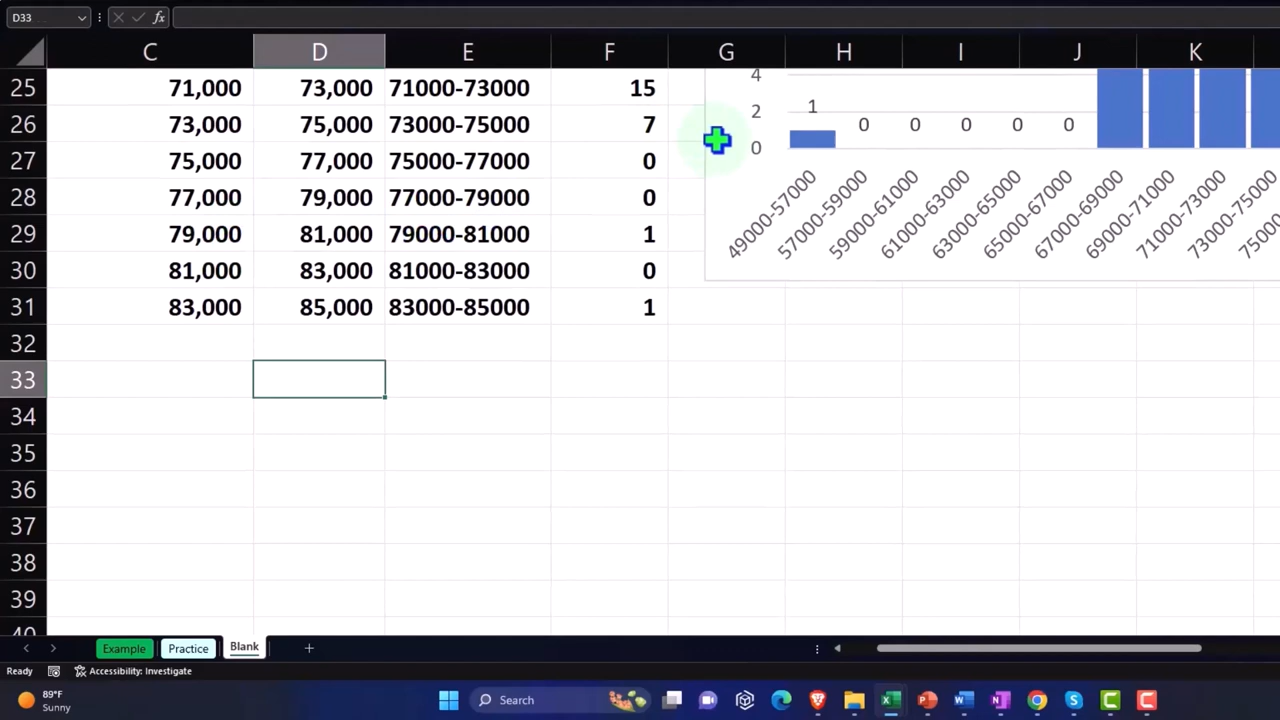 D33
fx
C D E F G H I J K
25 71,000 73,000 71000-73000 15
26 73,000 75,000 73000-75000 7
27 75,000 77,000 75000-77000 0
28 77,000 79,000 77000-79000 0
29 79,000 81,000 79000-81000 1
30 81,000 83,000 81000-83000 0
31 83,000 85,000 83000-85000 1
32
33
34
35
36
37
38
39
40
4
2
0
1 0 0 0 0 0
49000-57000
57000-59000
59000-61000
61000-63000
63000-65000
65000-67000
67000-69000
69000-71000
71000-73000
73000-75000
Example Practice Blank
Ready Accessibility: Investigate
89°F
Sunny
Search